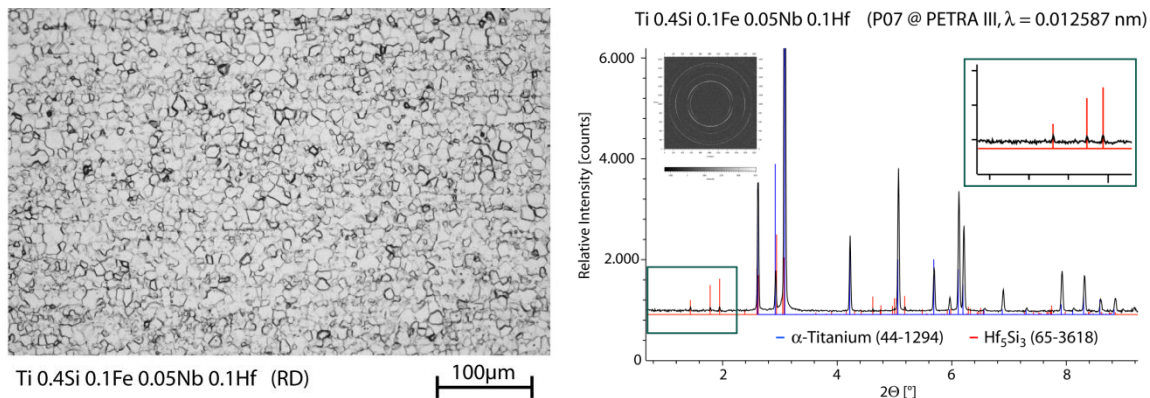 Ti 0.4Si 0.1Fe 0.05Nb 0.1Hf (RD)
100µm
Ti 0.4Si 0.1Fe 0.05Nb 0.1Hf (P07 @ PETRA III, λ = 0.012587 nm)
Relative Intensity [counts]
6.000
4.000
2.000
0
α-Titanium (44-1294)
Hf₅Si₃ (65-3618)
2 4 6 8
2Θ [°]